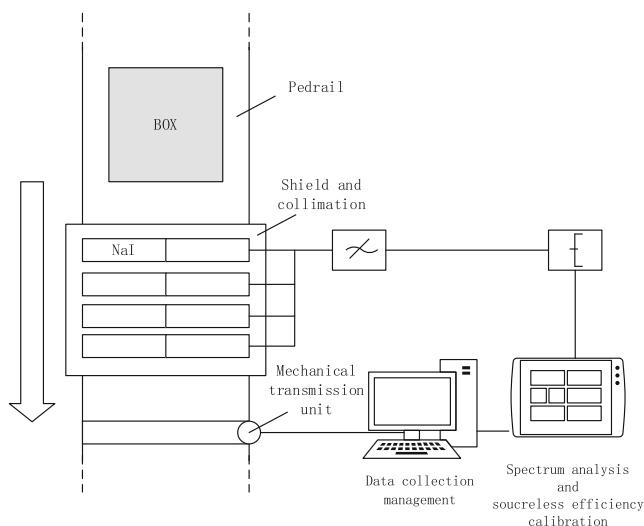 Pedrail
BOX
Shield and
collimation
NaI
Mechanical
transmission
unit
Data collection
management
Spectrum analysis
and
soucreless efficiency
calibration